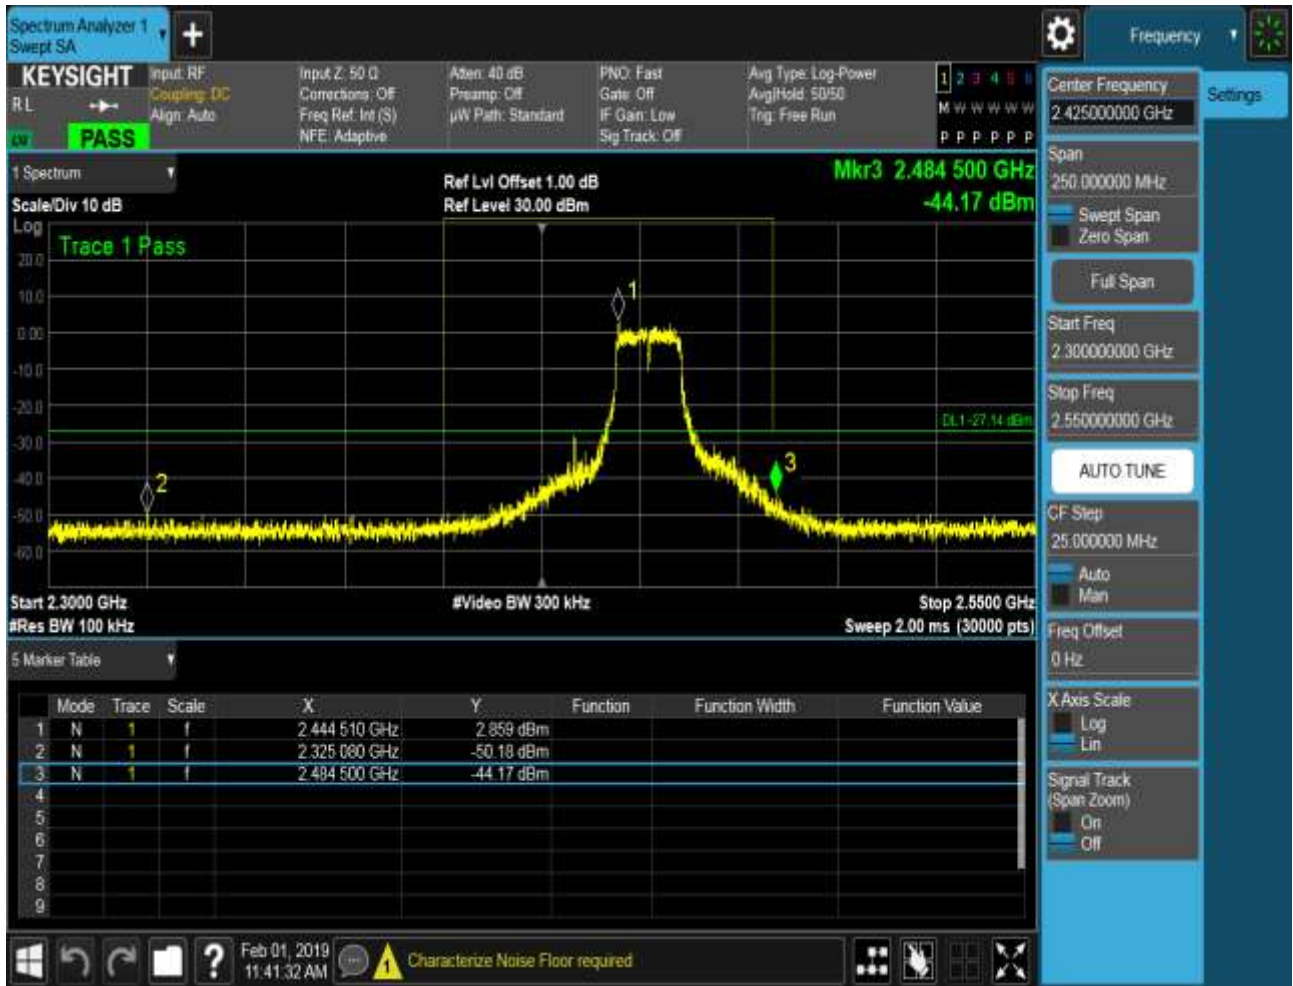 Spectrum Analyzer 1
Swept SA
Frequency
KEYSIGHT
R L
PASS
Input: RF
Coupling: DC
Align: Auto
Input Z: 50 Ω
Corrections: Off
Freq Ref: Int (S)
NFE: Adaptive
Atten: 40 dB
Preamp: Off
µW Path: Standard
PNO: Fast
Gate: Off
IF Gain: Low
Sig Track: Off
Avg Type: Log-Power
Avg|Hold: 50/50
Trig: Free Run
1 2 3 4 5 6
M W W W W W
P P P P P P
1 Spectrum
Scale/Div 10 dB
Ref Lvl Offset 1.00 dB
Ref Level 30.00 dBm
Mkr3 2.484 500 GHz
-44.17 dBm
Log
Trace 1 Pass
20.0
10.0
0.00
-10.0
-20.0
-30.0
-40.0
-50.0
-60.0
1
2
3
DL1 -27.14 dBm
Start 2.3000 GHz
#Res BW 100 kHz
#Video BW 300 kHz
Stop 2.5500 GHz
Sweep 2.00 ms (30000 pts)
5 Marker Table
Mode Trace Scale X Y Function Function Width Function Value
1 N 1 f 2.444 510 GHz 2.859 dBm
2 N 1 f 2.325 080 GHz -50.18 dBm
3 N 1 f 2.484 500 GHz -44.17 dBm
4
5
6
7
8
9
Feb 01, 2019
11:41:32 AM
Characterize Noise Floor required
Center Frequency
2.425000000 GHz
Settings
Span
250.000000 MHz
Swept Span
Zero Span
Full Span
Start Freq
2.300000000 GHz
Stop Freq
2.550000000 GHz
AUTO TUNE
CF Step
25.000000 MHz
Auto
Man
Freq Offset
0 Hz
X Axis Scale
Log
Lin
Signal Track
(Span Zoom)
On
Off